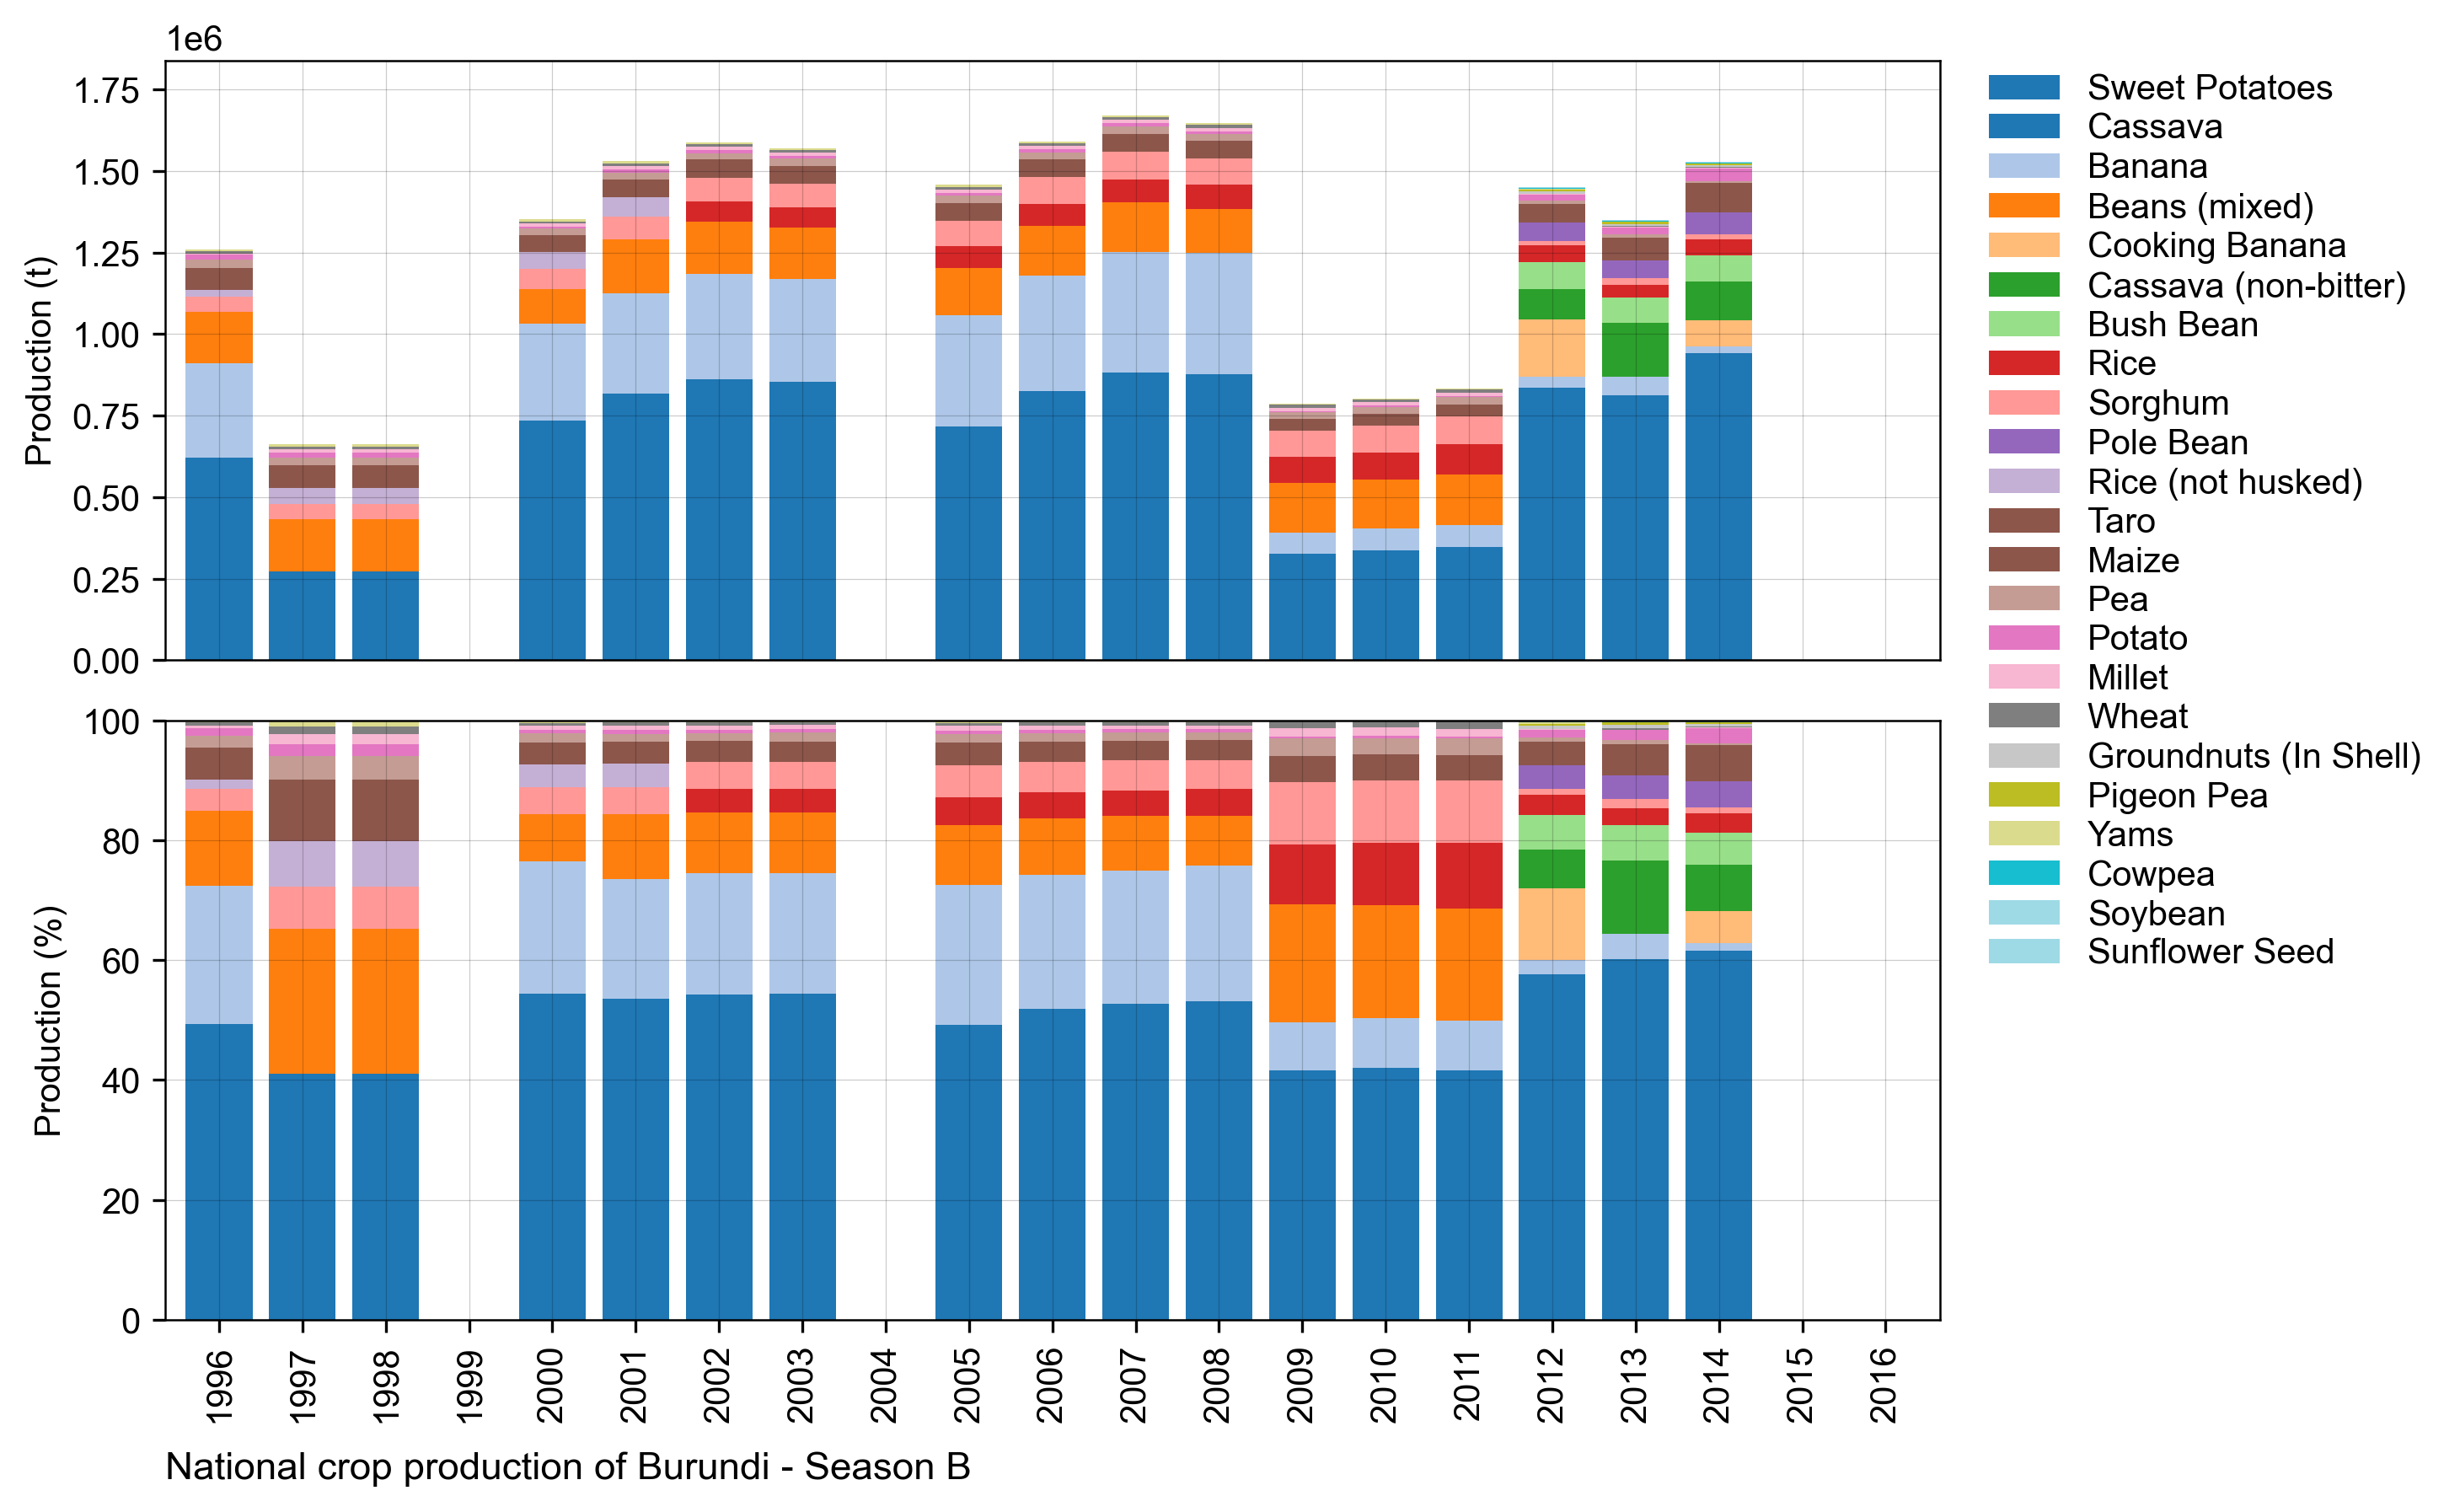 1e6
1.75
1.50
1.25
1.00
0.75
0.50
0.25
0.00
Production (t)
100
80
60
40
20
0
Production (%)
1996
1997
1998
1999
2000
2001
2002
2003
2004
2005
2006
2007
2008
2009
2010
2011
2012
2013
2014
2015
2016
National crop production of Burundi - Season B
Sweet Potatoes
Cassava
Banana
Beans (mixed)
Cooking Banana
Cassava (non-bitter)
Bush Bean
Rice
Sorghum
Pole Bean
Rice (not husked)
Taro
Maize
Pea
Potato
Millet
Wheat
Groundnuts (In Shell)
Pigeon Pea
Yams
Cowpea
Soybean
Sunflower Seed